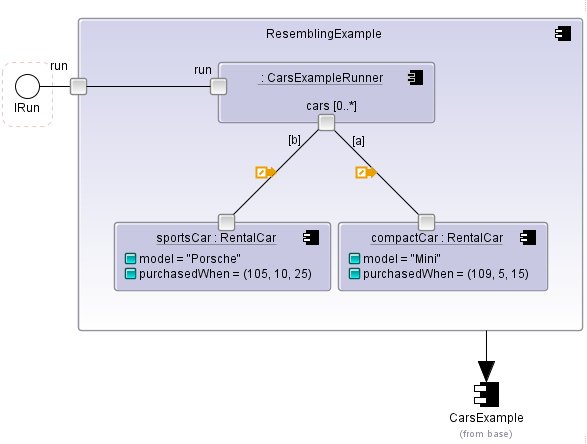 ResemblingExample
run
run
IRun
: CarsExampleRunner
cars [0..*]
[b]
[a]
sportsCar : RentalCar
model = "Porsche"
purchasedWhen = (105, 10, 25)
compactCar : RentalCar
model = "Mini"
purchasedWhen = (109, 5, 15)
CarsExample
(from base)